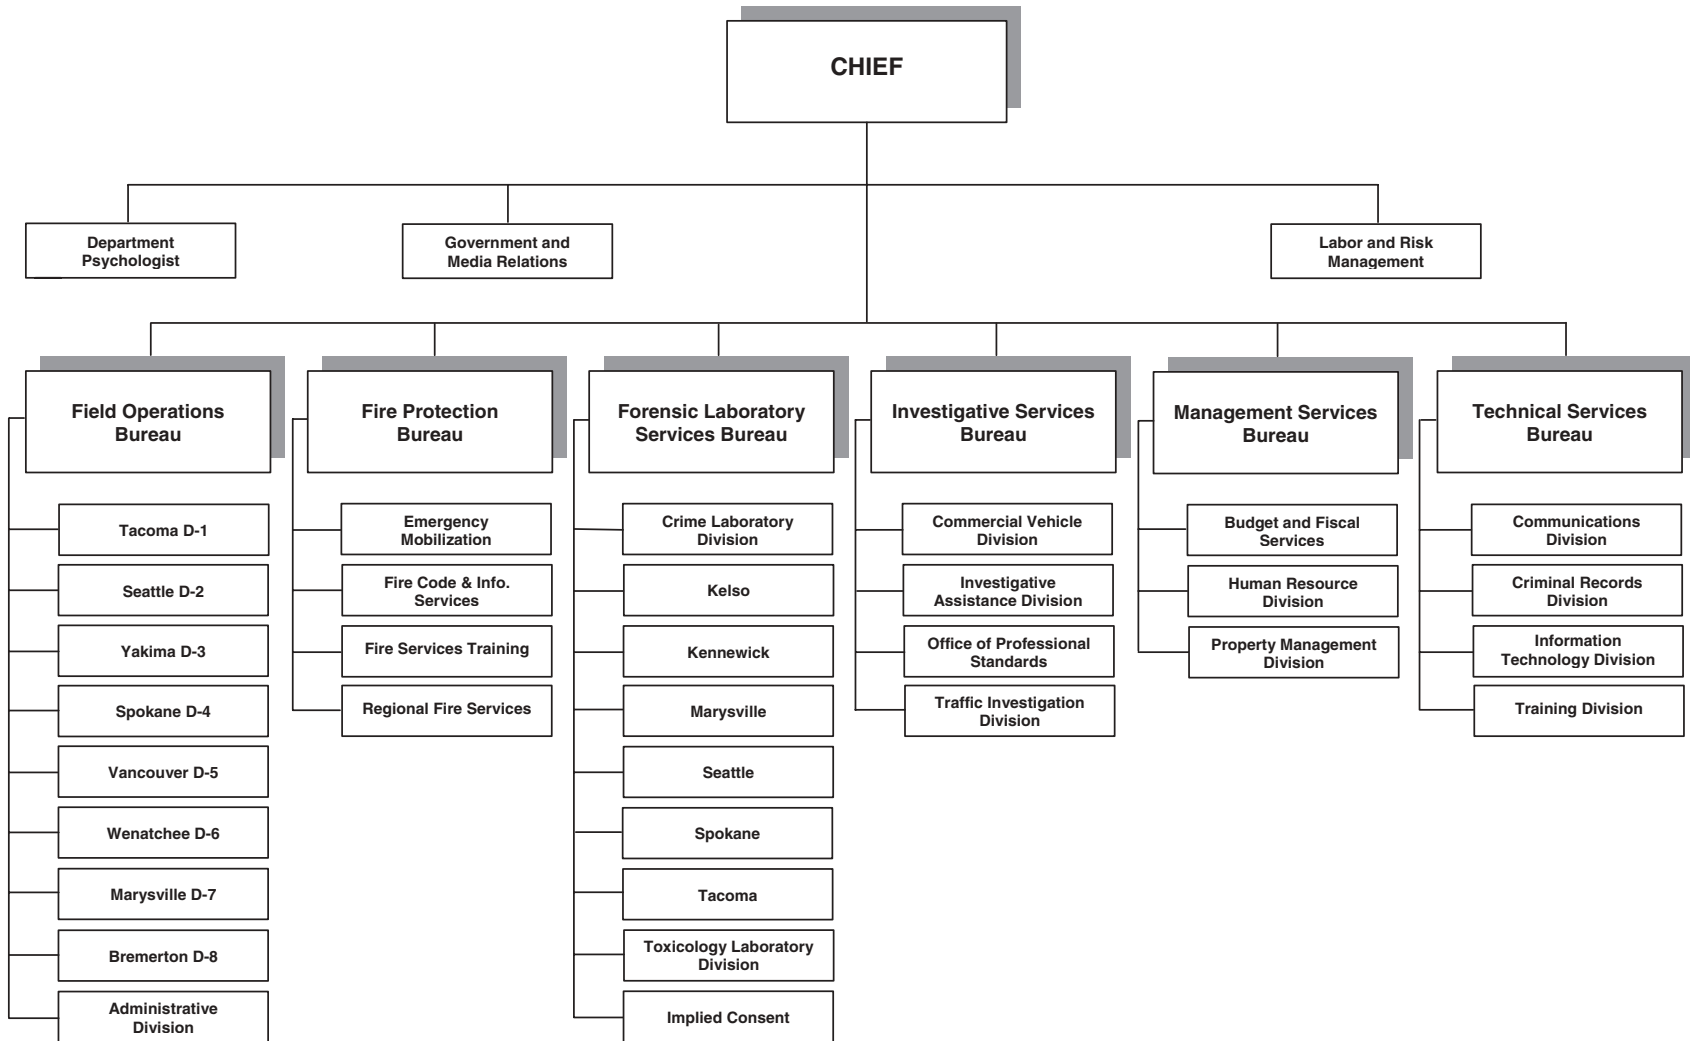 CHIEF
Department
Psychologist
Government and
Media Relations
Labor and Risk
Management
Field Operations
Bureau
Tacoma D-1
Seattle D-2
Yakima D-3
Spokane D-4
Vancouver D-5
Wenatchee D-6
Marysville D-7
Bremerton D-8
Administrative
Division
Fire Protection
Bureau
Emergency
Mobilization
Fire Code & Info.
Services
Fire Services Training
Regional Fire Services
Forensic Laboratory
Services Bureau
Crime Laboratory
Division
Kelso
Kennewick
Marysville
Seattle
Spokane
Tacoma
Toxicology Laboratory
Division
Implied Consent
Investigative Services
Bureau
Commercial Vehicle
Division
Investigative
Assistance Division
Office of Professional
Standards
Traffic Investigation
Division
Management Services
Bureau
Budget and Fiscal
Services
Human Resource
Division
Property Management
Division
Technical Services
Bureau
Communications
Division
Criminal Records
Division
Information
Technology Division
Training Division